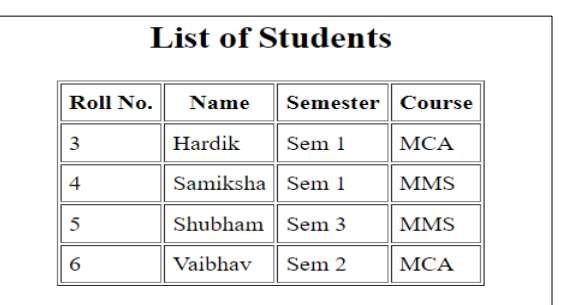 List of Students
Roll No. Name Semester Course
3 Hardik Sem 1 MCA
4 Samiksha Sem 1 MMS
5 Shubham Sem 3 MMS
6 Vaibhav Sem 2 MCA